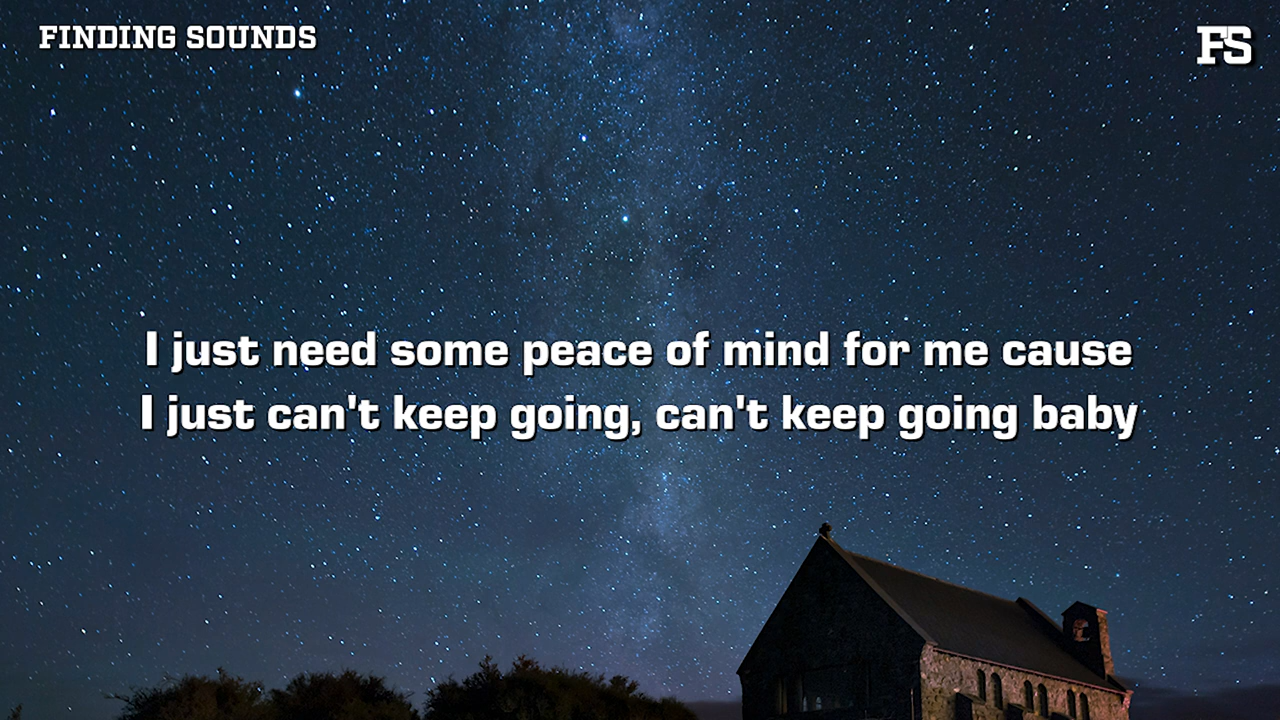 FINDING SOUNDS
FS
I just need some peace of mind for me cause
I just can't keep going, can't keep going baby